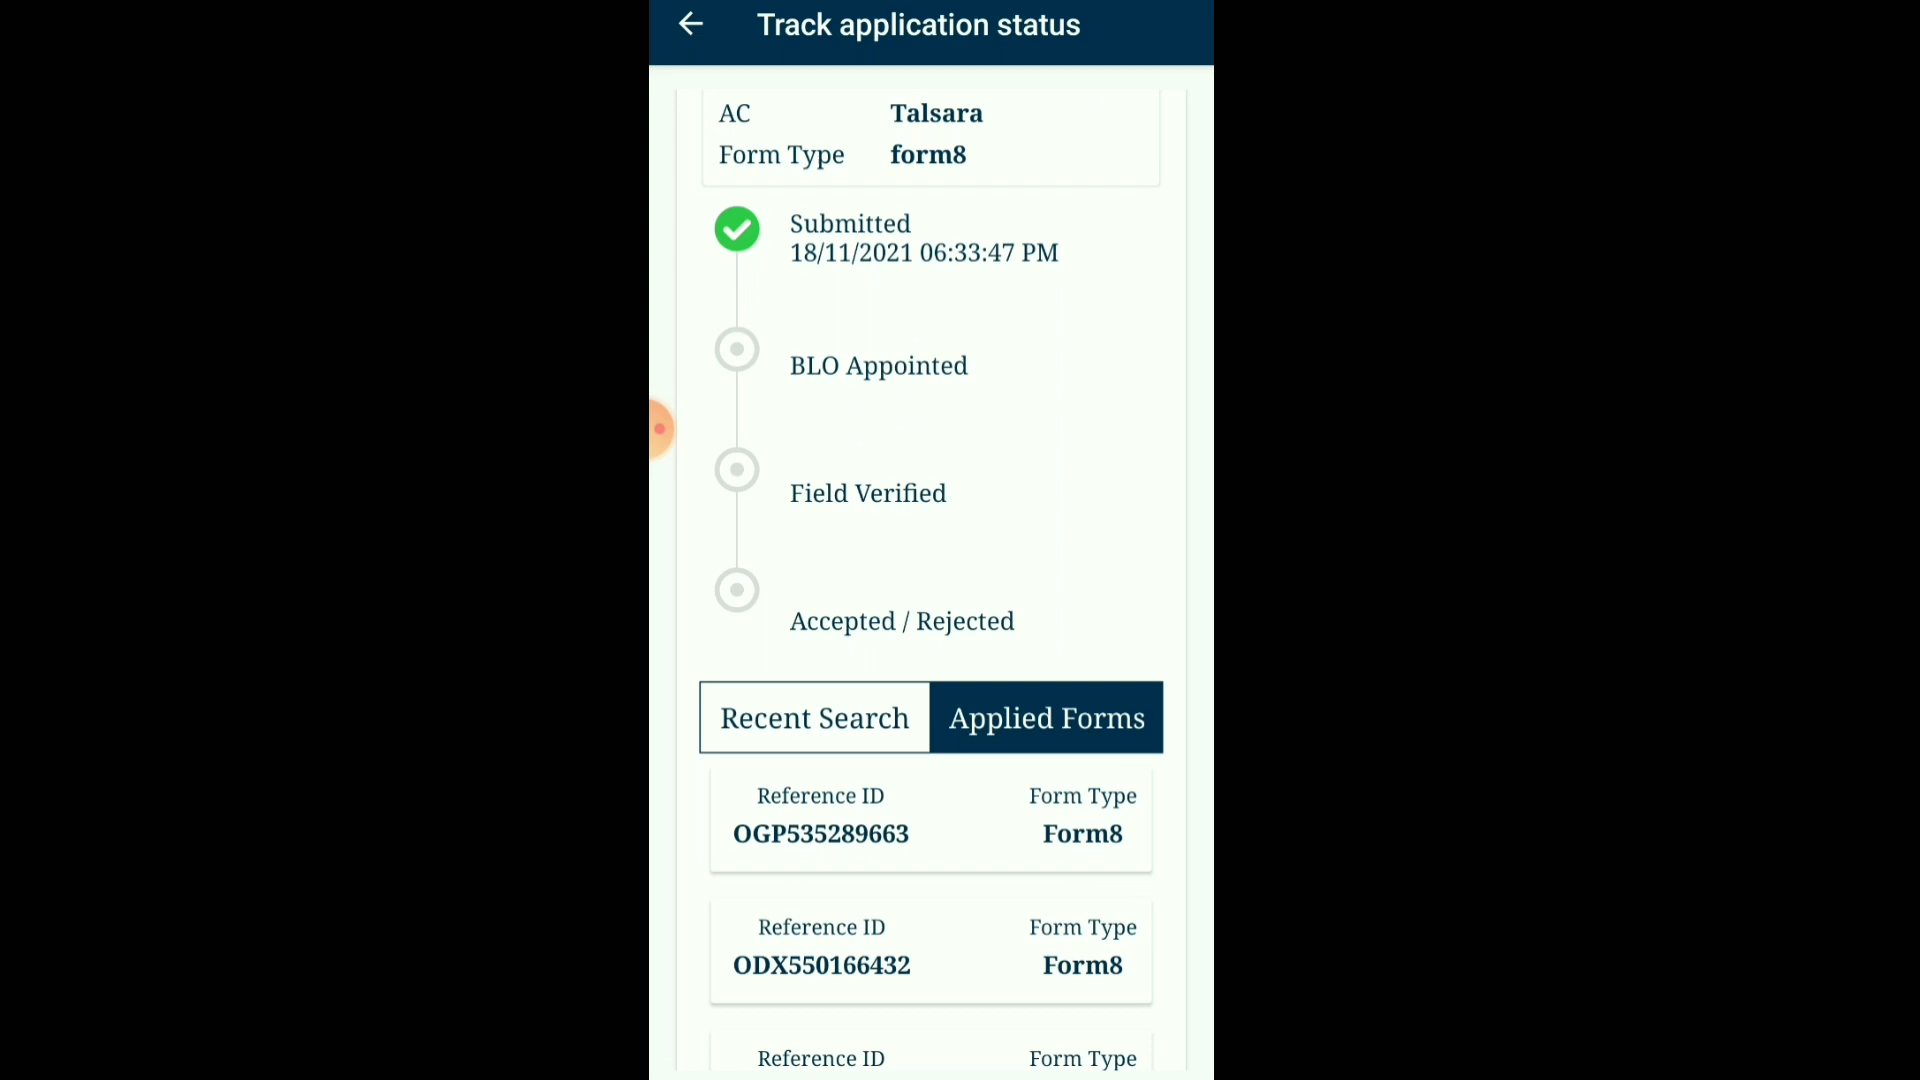 Track application status
AC Talsara
Form Type form8
Submitted
18/11/2021 06:33:47 PM
BLO Appointed
Field Verified
Accepted / Rejected
Recent Search Applied Forms
Reference ID Form Type
OGP535289663 Form8
Reference ID Form Type
ODX550166432 Form8
Reference ID Form Type